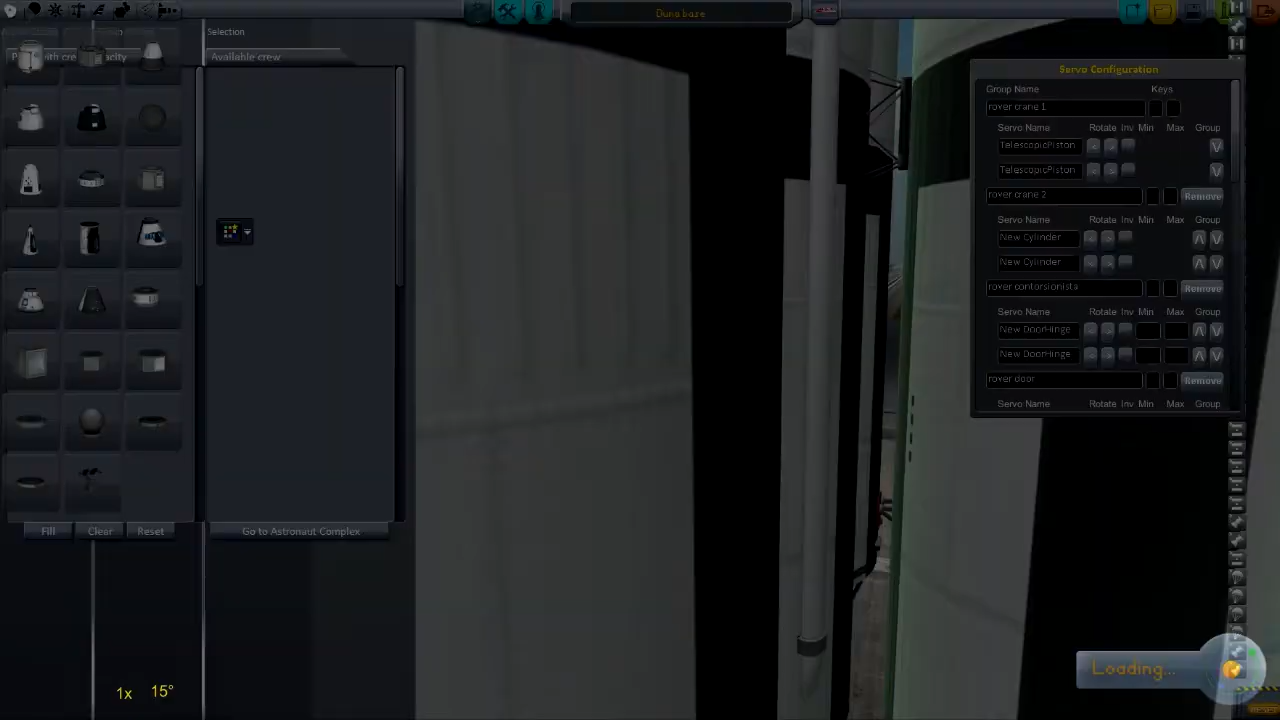 Duna base
Selection
Available crew
Servo Configuration
Group Name Keys
rover crane 1
Servo Name Rotate Inv Min Max Group
TelescopicPiston < > V
TelescopicPiston < > V
rover crane 2 Remove
Servo Name Rotate Inv Min Max Group
New Cylinder < > Λ V
New Cylinder < > Λ V
rover contorsionista Remove
Servo Name Rotate Inv Min Max Group
New DoorHinge < > Λ V
New DoorHinge < > Λ V
rover door Remove
Servo Name Rotate Inv Min Max Group
Fill Clear Reset
Go to Astronaut Complex
Loading...
1x 15°